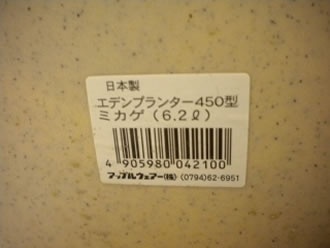 日本製
エデンプランター450型
ミカゲ(6.2ℓ)
4 905980 042100
アップルウェアー(株) (0794)62-6951